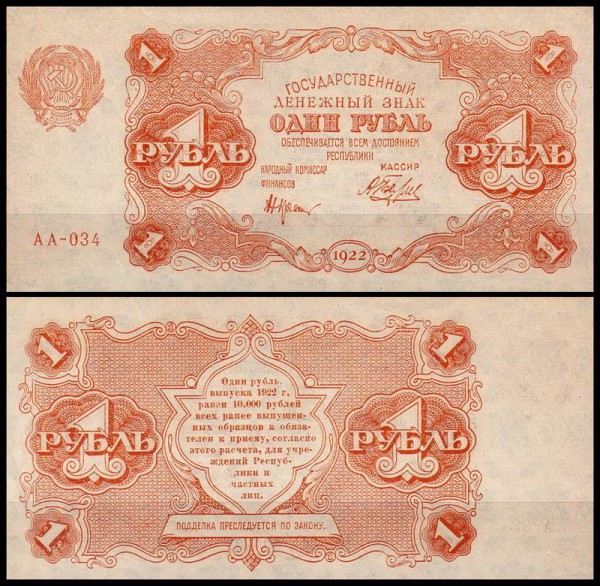 1
1
ГОСУДАРСТВЕННЫЙ
ДЕНЕЖНЫЙ ЗНАК
ОДИН РУБЛЬ
ОБЕСПЕЧИВАЕТСЯ ВСЕМ ДОСТОЯНИЕМ
РЕСПУБЛИКИ
1 РУБЛЬ
1 РУБЛЬ
НАРОДНЫЙ КОМИССАР
ФИНАНСОВ
КАССИР
АА-034
1
1922
1
1
1
Один рубль
выпуска 1922 г.
равен 10.000 рублей
всех ранее выпущен-
ных образцов и обяза-
телен к приему, согласно
этого расчета, для учре-
ждений Респуб-
лики и
частных
лиц.
1 РУБЛЬ
1 РУБЛЬ
1
ПОДДЕЛКА ПРЕСЛЕДУЕТСЯ ПО ЗАКОНУ.
1